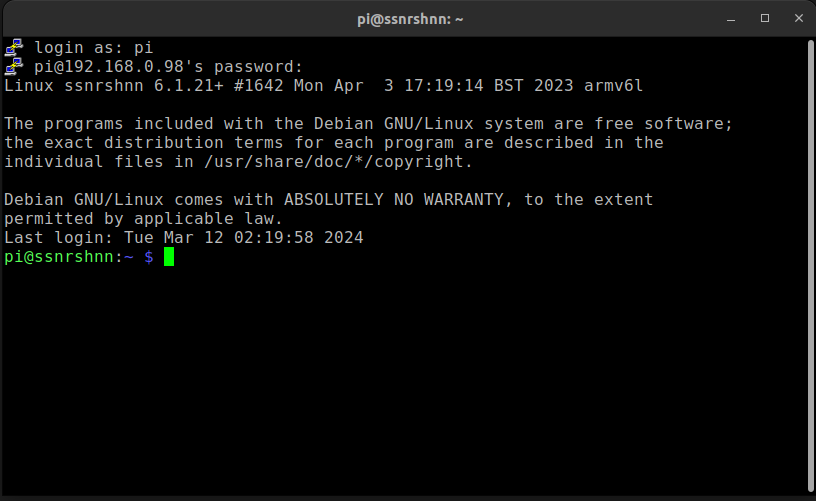 pi@ssnrshnn: ~
login as: pi
pi@192.168.0.98's password:
Linux ssnrshnn 6.1.21+ #1642 Mon Apr  3 17:19:14 BST 2023 armv6l
The programs included with the Debian GNU/Linux system are free software;
the exact distribution terms for each program are described in the
individual files in /usr/share/doc/*/copyright.
Debian GNU/Linux comes with ABSOLUTELY NO WARRANTY, to the extent
permitted by applicable law.
Last login: Tue Mar 12 02:19:58 2024
pi@ssnrshnn:~ $